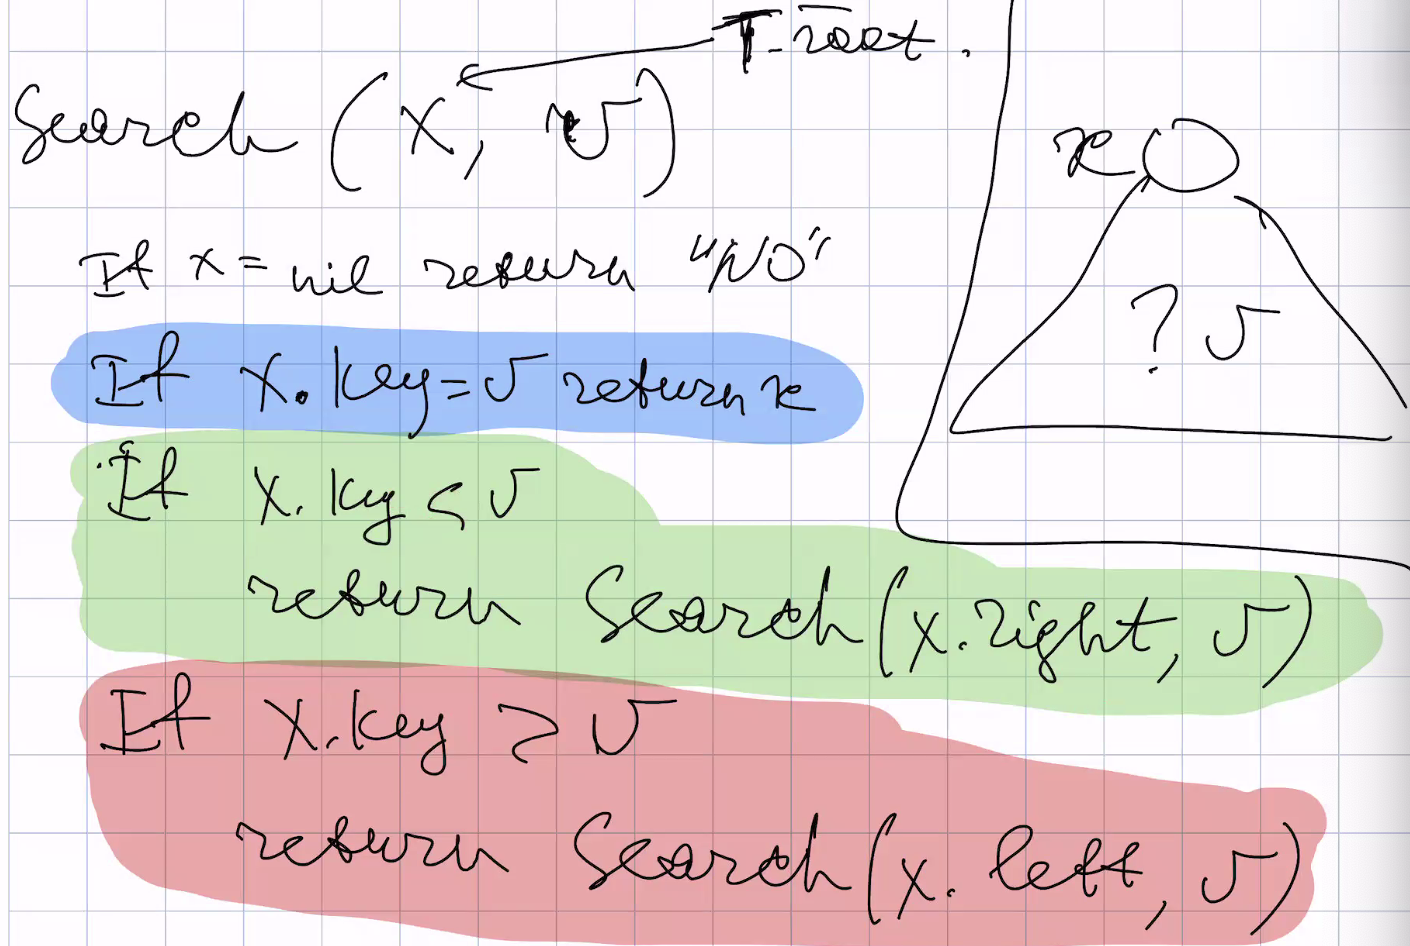 T.root.
Search (x, v)
If x = nil return "NO"
If x.key = v return x
If x.key < v
return Search (x.right, v)
If x.key > v
return Search (x.left, v)
x
? v